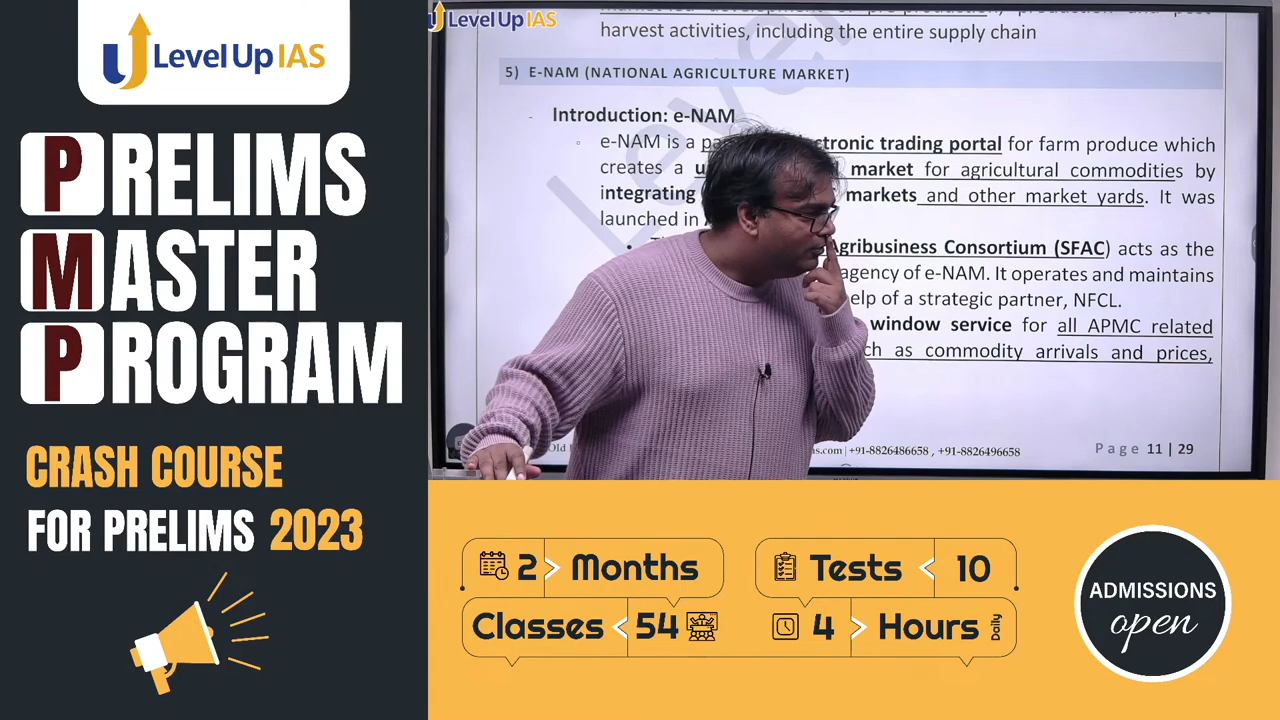 Level Up IAS
PRELIMS
MASTER
PROGRAM
CRASH COURSE
FOR PRELIMS 2023
Level Up IAS
harvest activities, including the entire supply chain
5) E-NAM (NATIONAL AGRICULTURE MARKET)
Introduction: e-NAM
e-NAM is a ctronic trading portal for farm produce which
creates a market for agricultural commodities by
integrating markets and other market yards. It was
launched in
Agribusiness Consortium (SFAC) acts as the
agency of e-NAM. It operates and maintains
elp of a strategic partner, NFCL.
window service for all APMC related
ch as commodity arrivals and prices,
Old
ns.com | +91-8826486658 , +91-8826496658
Page 11 | 29
Level
2 Months
Tests 10
Classes 54
4 Hours Daily
ADMISSIONS
open